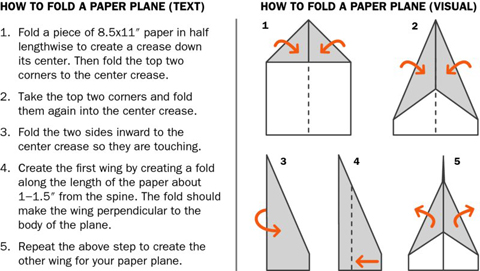 HOW TO FOLD A PAPER PLANE (TEXT)
1. Fold a piece of 8.5x11″ paper in half
lengthwise to create a crease down
its center. Then fold the top two
corners to the center crease.
2. Take the top two corners and fold
them again into the center crease.
3. Fold the two sides inward to the
center crease so they are touching.
4. Create the first wing by creating a fold
along the length of the paper about
1–1.5″ from the spine. The fold should
make the wing perpendicular to the
body of the plane.
5. Repeat the above step to create the
other wing for your paper plane.
HOW TO FOLD A PAPER PLANE (VISUAL)
1
2
3
4
5